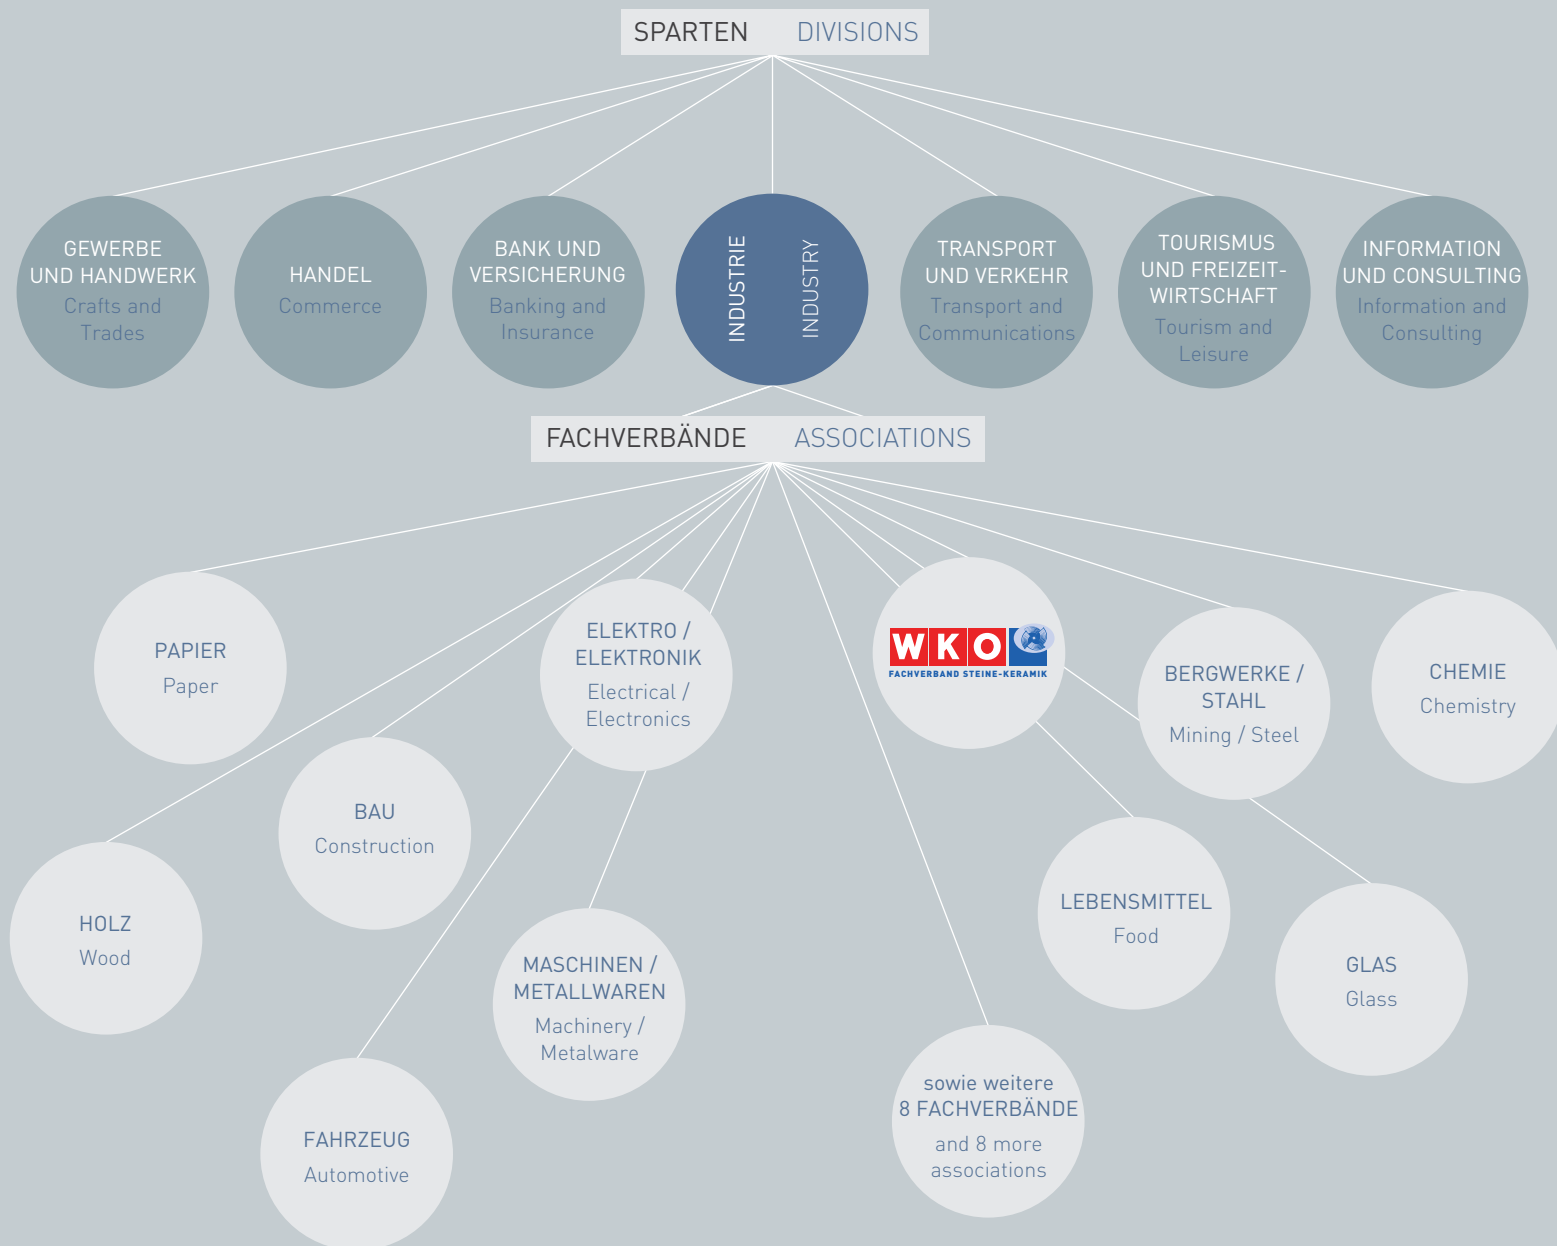 SPARTEN DIVISIONS
GEWERBE
UND HANDWERK
Crafts and
Trades
HANDEL
Commerce
BANK UND
VERSICHERUNG
Banking and
Insurance
INDUSTRIE
INDUSTRY
TRANSPORT
UND VERKEHR
Transport and
Communications
TOURISMUS
UND FREIZEIT-
WIRTSCHAFT
Tourism and
Leisure
INFORMATION
UND CONSULTING
Information and
Consulting
FACHVERBÄNDE ASSOCIATIONS
PAPIER
Paper
ELEKTRO /
ELEKTRONIK
Electrical /
Electronics
WKO
FACHVERBAND STEINE-KERAMIK
BERGWERKE /
STAHL
Mining / Steel
CHEMIE
Chemistry
BAU
Construction
HOLZ
Wood
MASCHINEN /
METALLWAREN
Machinery /
Metalware
LEBENSMITTEL
Food
GLAS
Glass
FAHRZEUG
Automotive
sowie weitere
8 FACHVERBÄNDE
and 8 more
associations